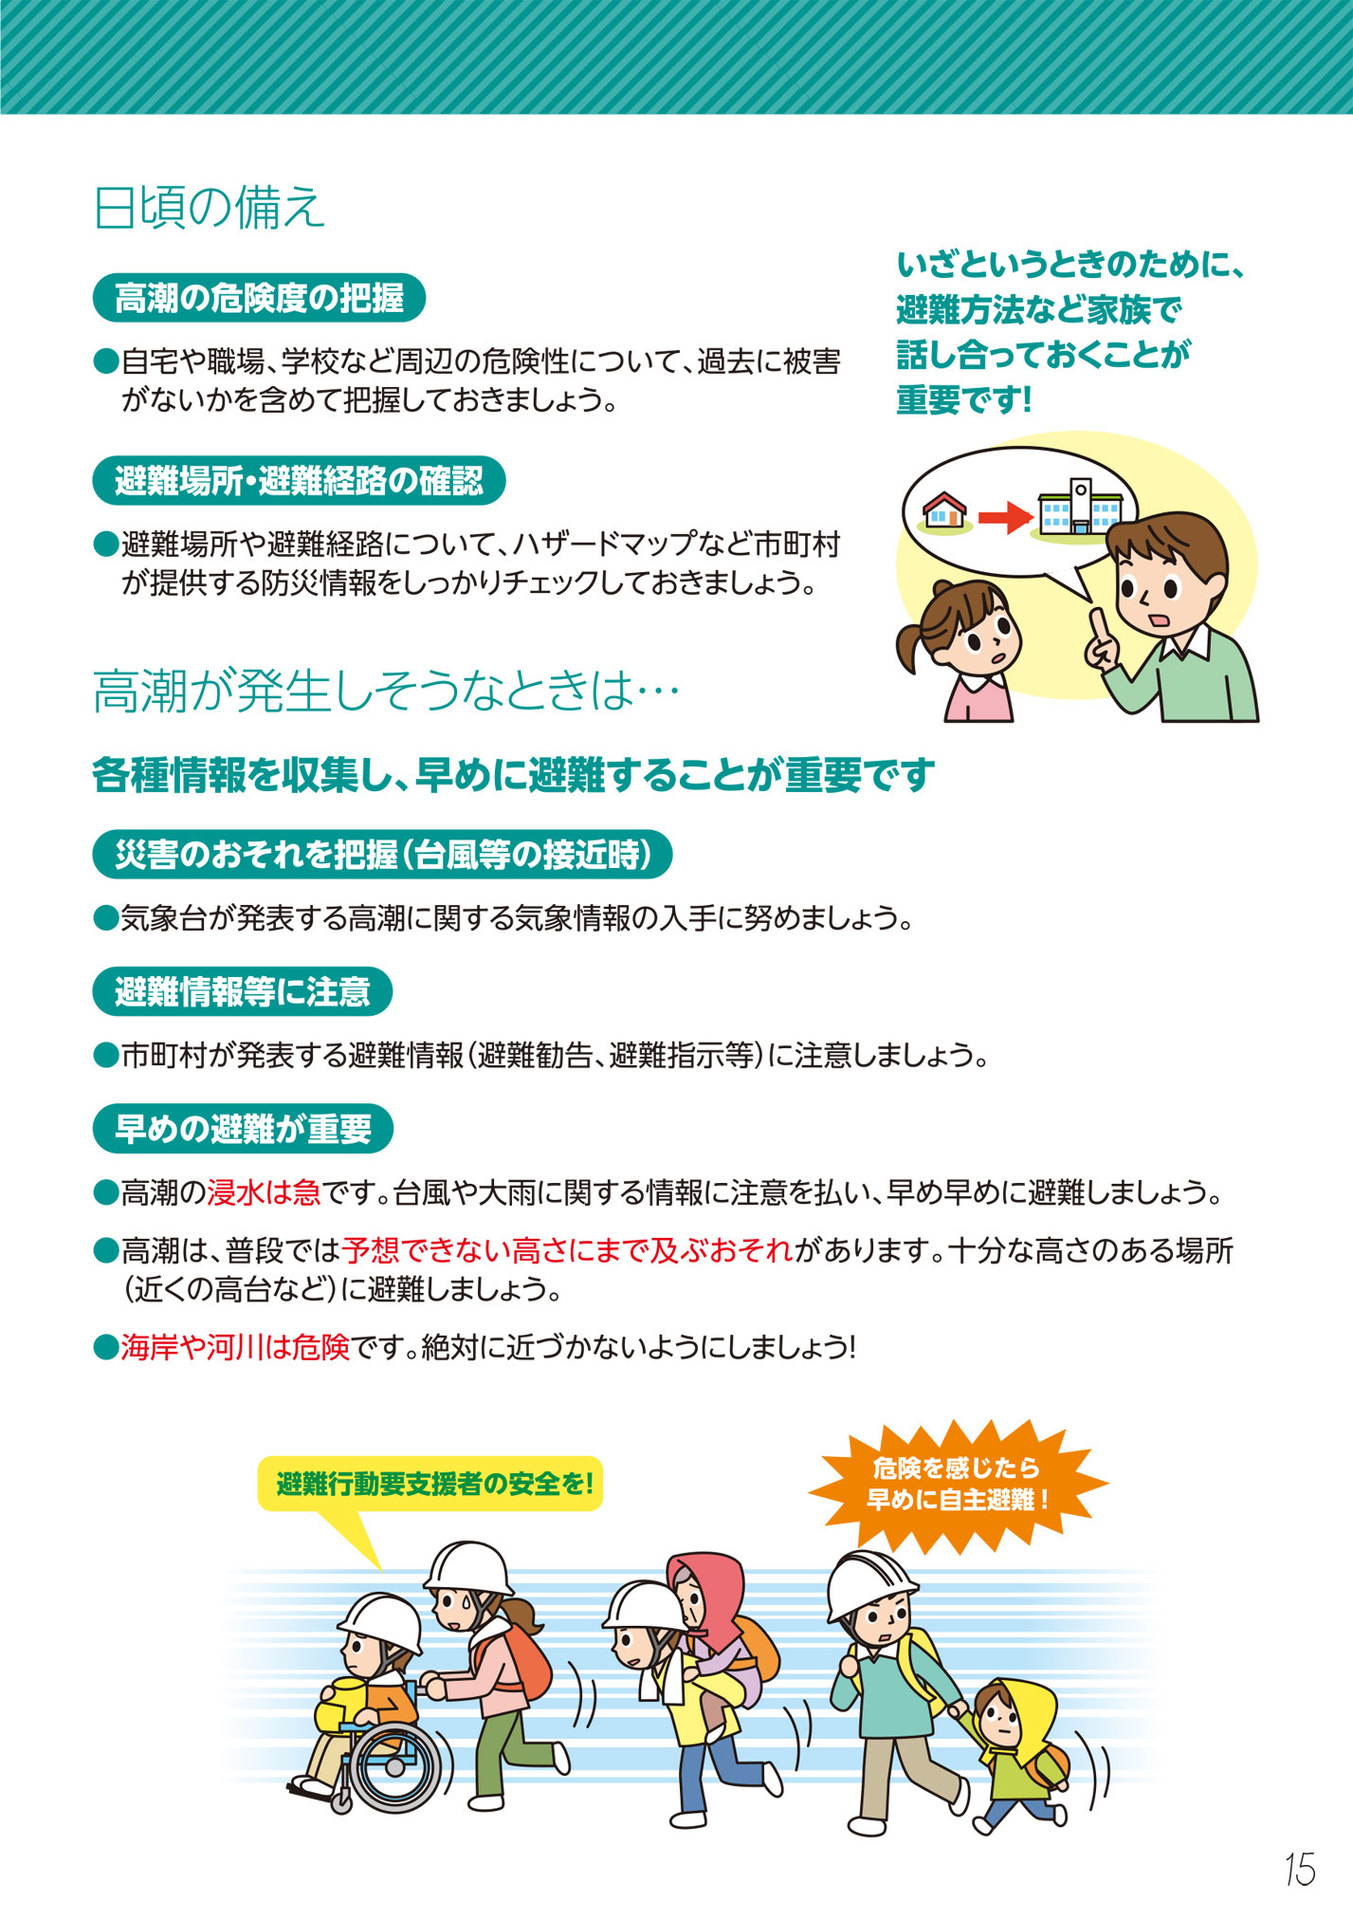 日頃の備え
高潮の危険度の把握
●自宅や職場、学校など周辺の危険性について、過去に被害
がないかを含めて把握しておきましょう。
避難場所・避難経路の確認
●避難場所や避難経路について、ハザードマップなど市町村
が提供する防災情報をしっかりチェックしておきましょう。
いざというときのために、
避難方法など家族で
話し合っておくことが
重要です!
高潮が発生しそうなときは…
各種情報を収集し、早めに避難することが重要です
災害のおそれを把握(台風等の接近時)
●気象台が発表する高潮に関する気象情報の入手に努めましょう。
避難情報等に注意
●市町村が発表する避難情報(避難勧告、避難指示等)に注意しましょう。
早めの避難が重要
●高潮の浸水は急です。台風や大雨に関する情報に注意を払い、早め早めに避難しましょう。
●高潮は、普段では予想できない高さにまで及ぶおそれがあります。十分な高さのある場所
(近くの高台など)に避難しましょう。
●海岸や河川は危険です。絶対に近づかないようにしましょう!
避難行動要支援者の安全を!
危険を感じたら
早めに自主避難!
15